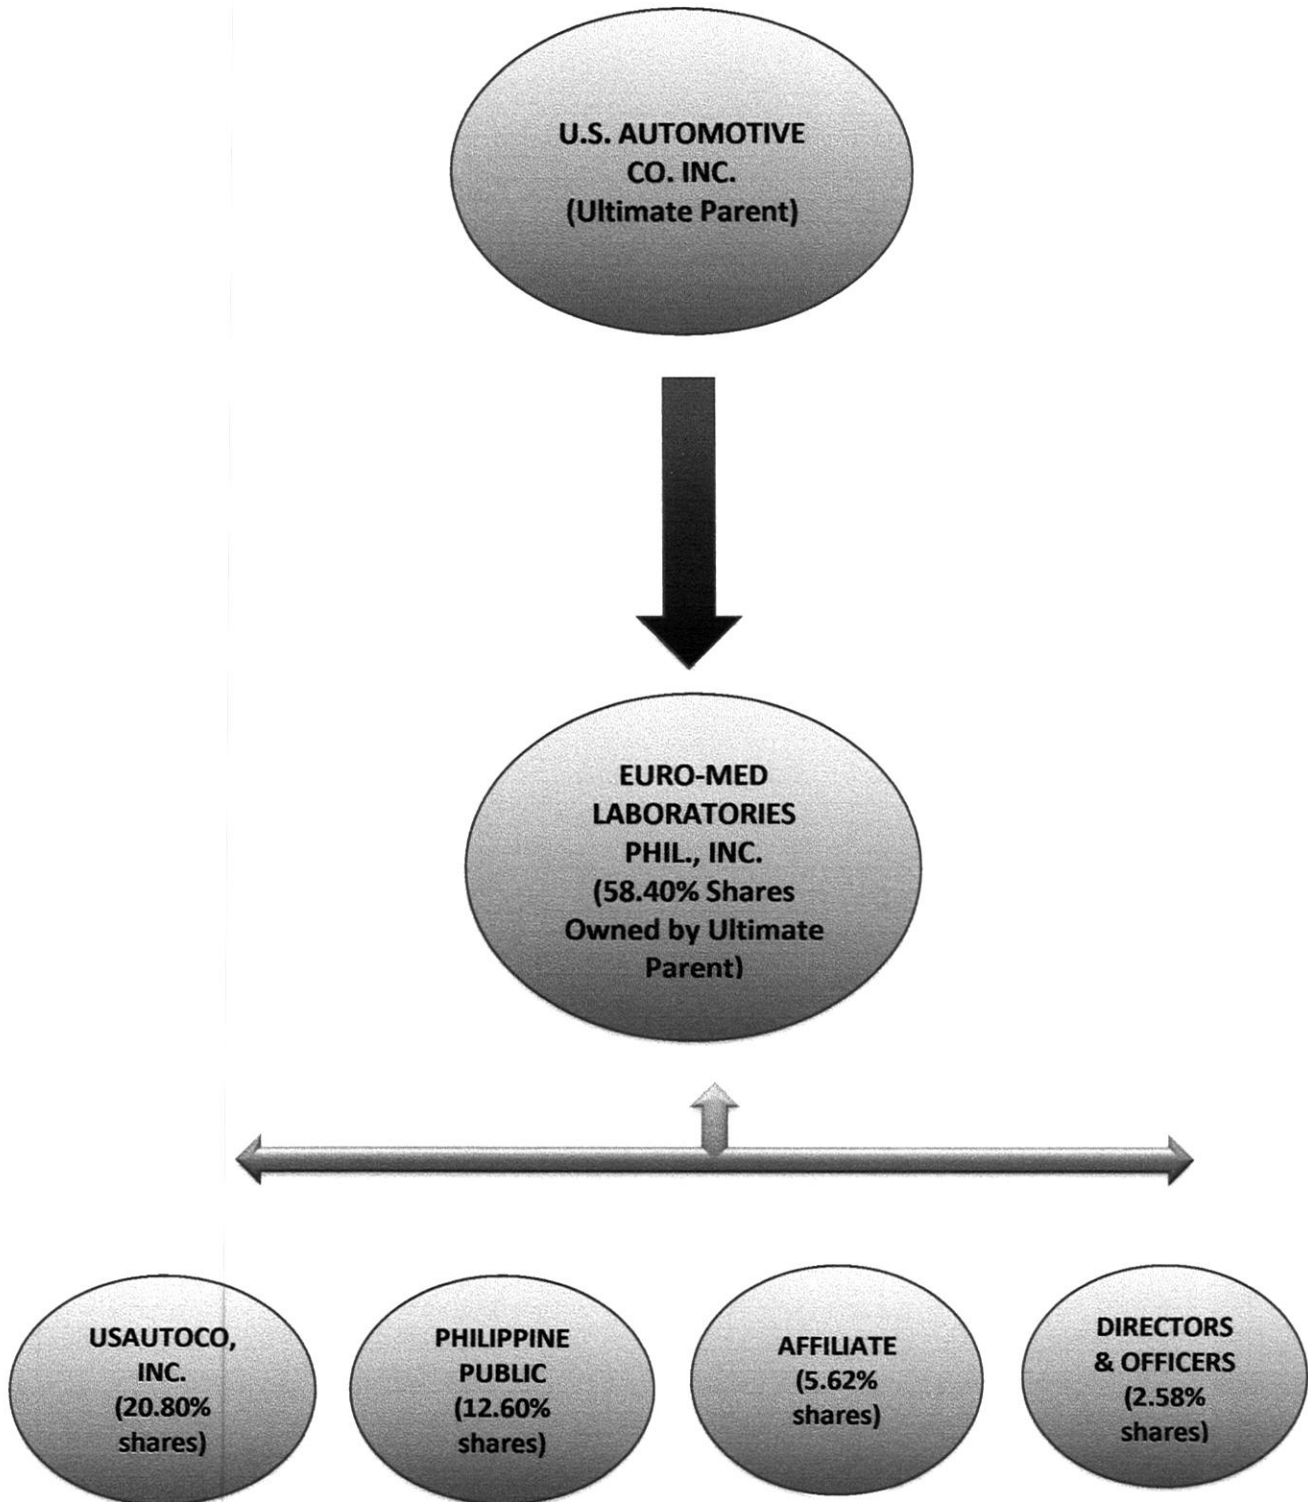 U.S. AUTOMOTIVE
CO. INC.
(Ultimate Parent)
EURO-MED
LABORATORIES
PHIL., INC.
(58.40% Shares
Owned by Ultimate
Parent)
USAUTOCO,
INC.
(20.80%
shares)
PHILIPPINE
PUBLIC
(12.60%
shares)
AFFILIATE
(5.62%
shares)
DIRECTORS
& OFFICERS
(2.58%
shares)